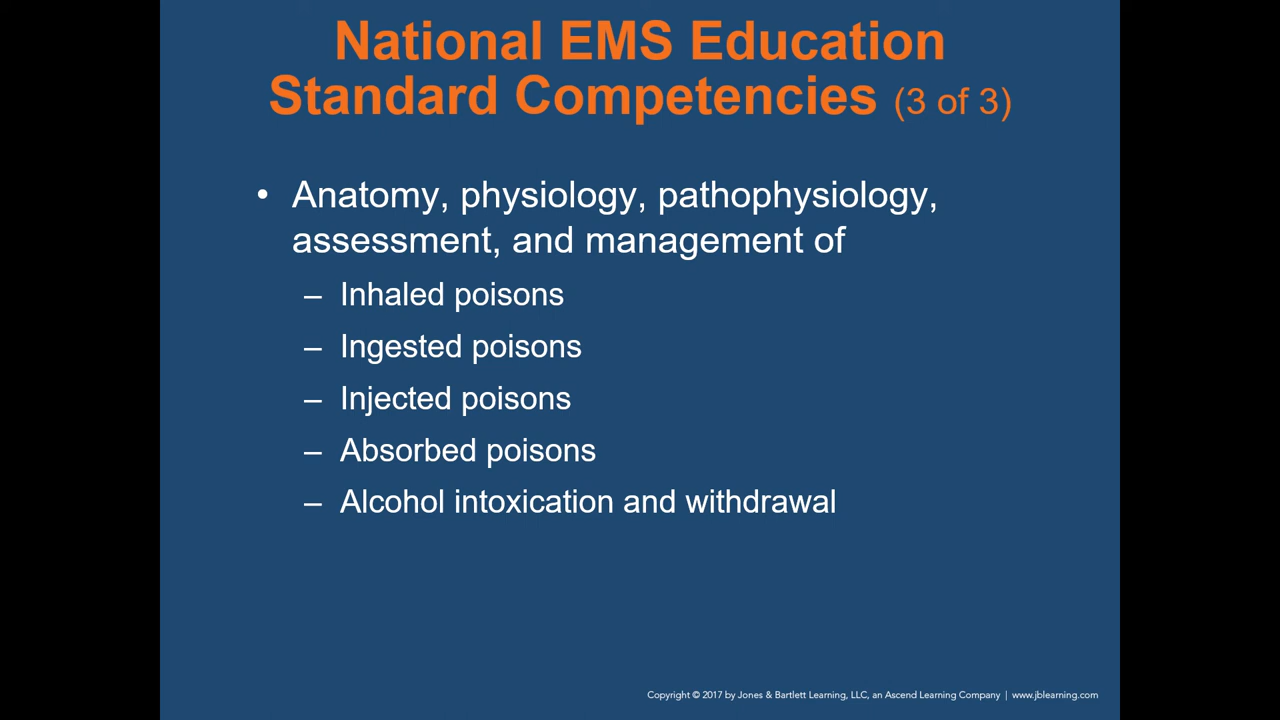 National EMS Education
Standard Competencies (3 of 3)
• Anatomy, physiology, pathophysiology,
assessment, and management of
– Inhaled poisons
– Ingested poisons
– Injected poisons
– Absorbed poisons
– Alcohol intoxication and withdrawal
Copyright © 2017 by Jones & Bartlett Learning, LLC, an Ascend Learning Company | www.jblearning.com